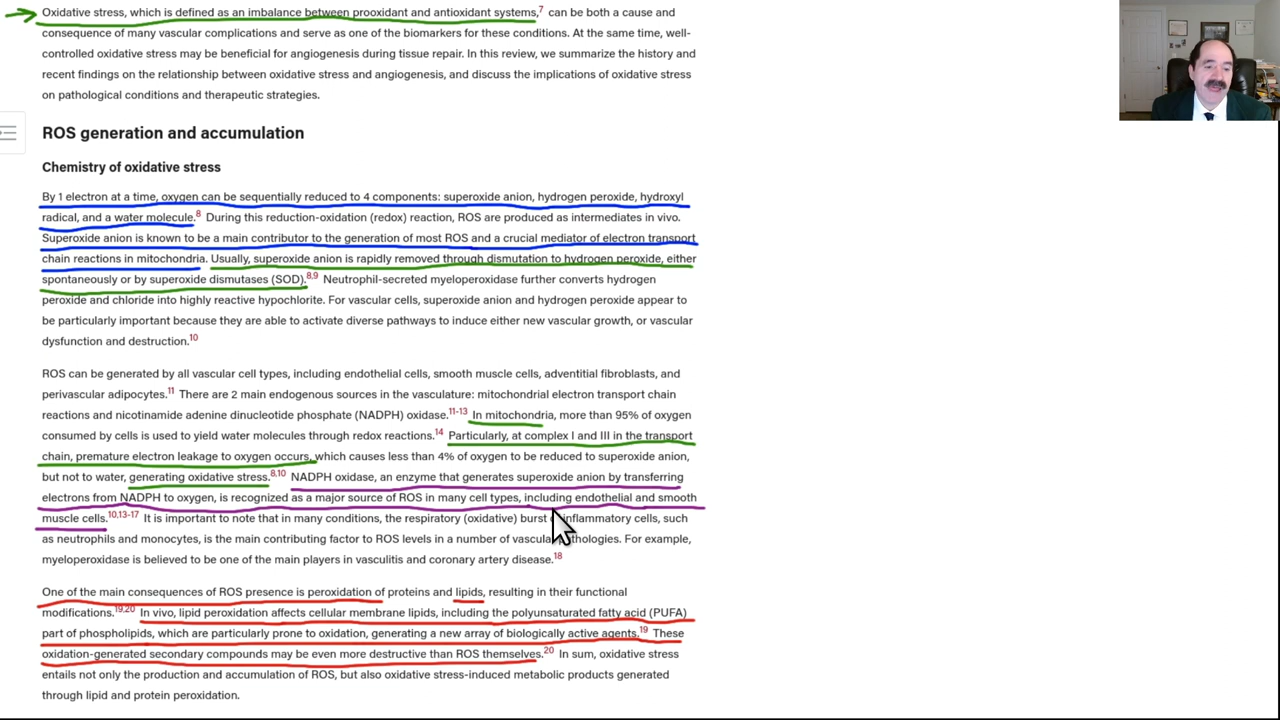 Oxidative stress, which is defined as an imbalance between prooxidant and antioxidant systems,7 can be both a cause and
consequence of many vascular complications and serve as one of the biomarkers for these conditions. At the same time, well-
controlled oxidative stress may be beneficial for angiogenesis during tissue repair. In this review, we summarize the history and
recent findings on the relationship between oxidative stress and angiogenesis, and discuss the implications of oxidative stress
on pathological conditions and therapeutic strategies.
ROS generation and accumulation
Chemistry of oxidative stress
By 1 electron at a time, oxygen can be sequentially reduced to 4 components: superoxide anion, hydrogen peroxide, hydroxyl
radical, and a water molecule.8 During this reduction-oxidation (redox) reaction, ROS are produced as intermediates in vivo.
Superoxide anion is known to be a main contributor to the generation of most ROS and a crucial mediator of electron transport
chain reactions in mitochondria. Usually, superoxide anion is rapidly removed through dismutation to hydrogen peroxide, either
spontaneously or by superoxide dismutases (SOD).8,9 Neutrophil-secreted myeloperoxidase further converts hydrogen
peroxide and chloride into highly reactive hypochlorite. For vascular cells, superoxide anion and hydrogen peroxide appear to
be particularly important because they are able to activate diverse pathways to induce either new vascular growth, or vascular
dysfunction and destruction.10
ROS can be generated by all vascular cell types, including endothelial cells, smooth muscle cells, adventitial fibroblasts, and
perivascular adipocytes.11 There are 2 main endogenous sources in the vasculature: mitochondrial electron transport chain
reactions and nicotinamide adenine dinucleotide phosphate (NADPH) oxidase.11-13 In mitochondria, more than 95% of oxygen
consumed by cells is used to yield water molecules through redox reactions.14 Particularly, at complex I and III in the transport
chain, premature electron leakage to oxygen occurs, which causes less than 4% of oxygen to be reduced to superoxide anion,
but not to water, generating oxidative stress.8,10 NADPH oxidase, an enzyme that generates superoxide anion by transferring
electrons from NADPH to oxygen, is recognized as a major source of ROS in many cell types, including endothelial and smooth
muscle cells.10,13-17 It is important to note that in many conditions, the respiratory (oxidative) burst inflammatory cells, such
as neutrophils and monocytes, is the main contributing factor to ROS levels in a number of vascular pathologies. For example,
myeloperoxidase is believed to be one of the main players in vasculitis and coronary artery disease.18
One of the main consequences of ROS presence is peroxidation of proteins and lipids, resulting in their functional
modifications.19,20 In vivo, lipid peroxidation affects cellular membrane lipids, including the polyunsaturated fatty acid (PUFA)
part of phospholipids, which are particularly prone to oxidation, generating a new array of biologically active agents.19 These
oxidation-generated secondary compounds may be even more destructive than ROS themselves.20 In sum, oxidative stress
entails not only the production and accumulation of ROS, but also oxidative stress-induced metabolic products generated
through lipid and protein peroxidation.